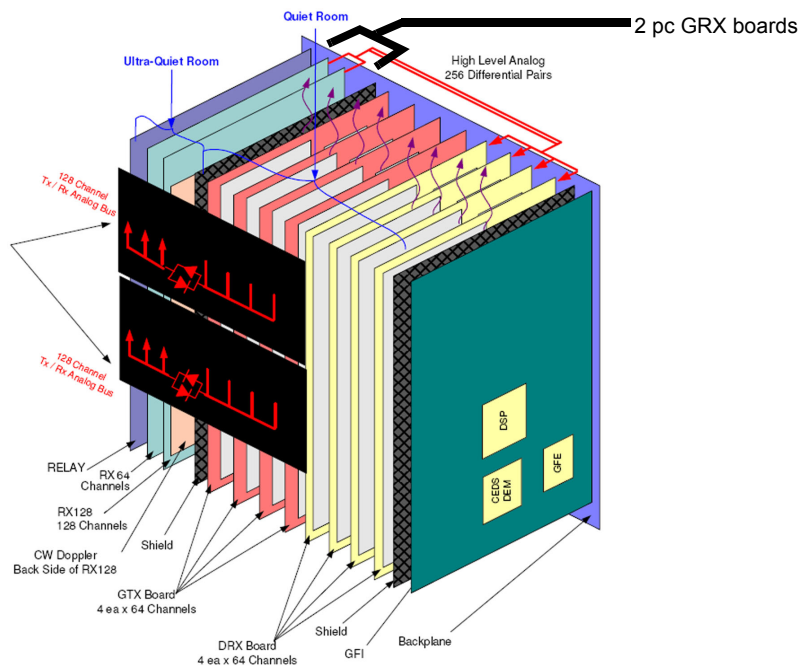 2 pc GRX boards
Quiet Room
Ultra-Quiet Room
High Level Analog
256 Differential Pairs
128 Channel
Tx / Rx Analog Bus
128 Channel
Tx / Rx Analog Bus
DSP
CEDS
DEM
GFE
RELAY
RX64
Channels
RX128
128 Channels
CW Doppler
Back Side of RX128
Shield
GTX Board
4 ea x 64 Channels
DRX Board
4 ea x 64 Channels
Shield
GFI
Backplane